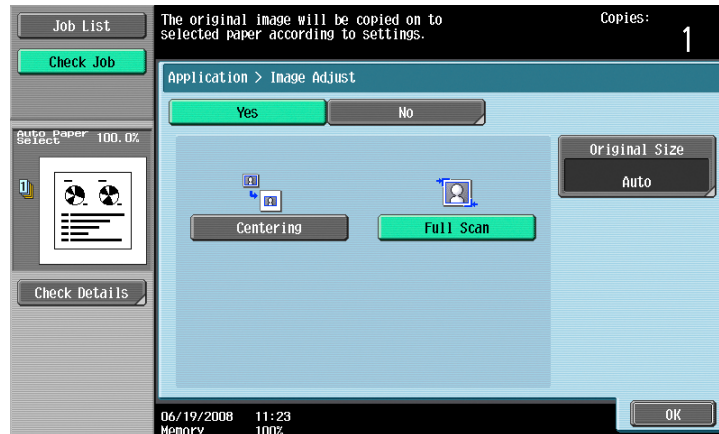 Job List
Check Job
The original image will be copied on to
selected paper according to settings.
Copies:
1
Application > Image Adjust
Yes
No
Auto Paper
Select
100.0%
1
Centering
Full Scan
Original Size
Auto
Check Details
06/19/2008 11:23
Memory 100%
OK